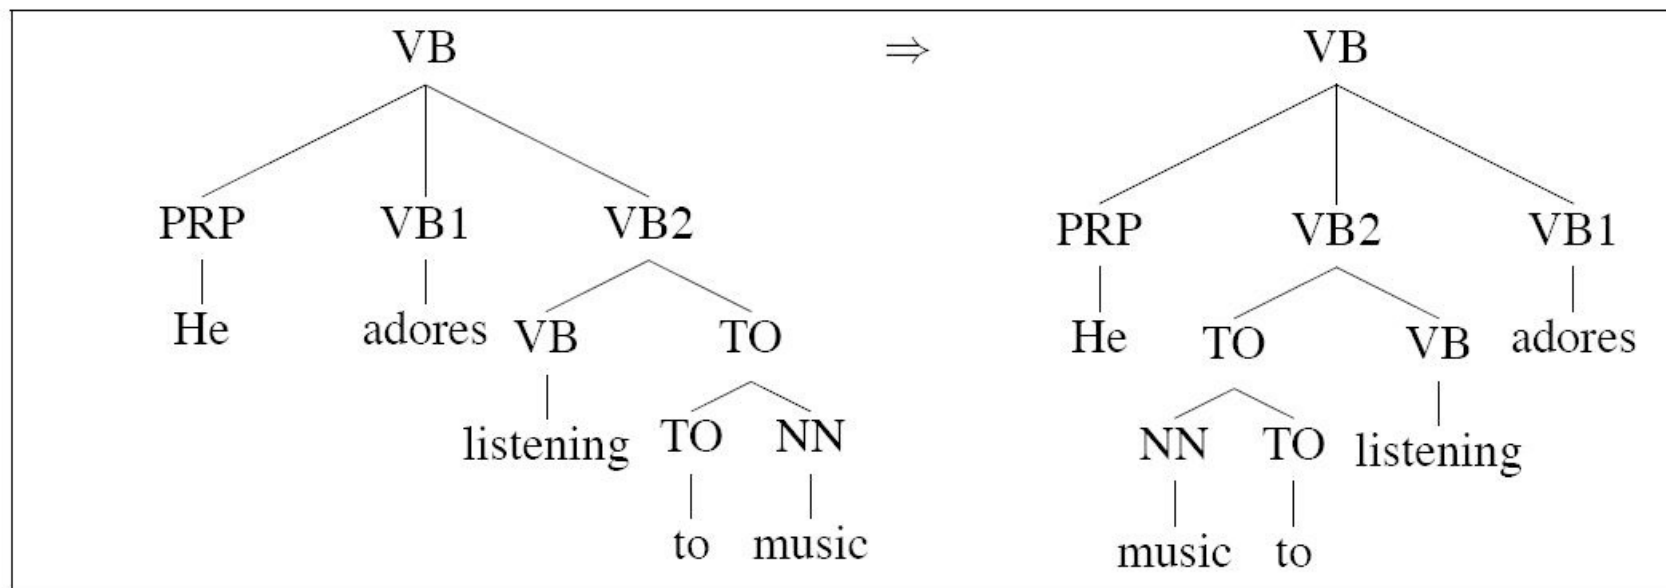 VB ⇒ VB
PRP VB1 VB2 PRP VB2 VB1
He adores VB TO He TO VB adores
listening TO NN NN TO listening
to music music to